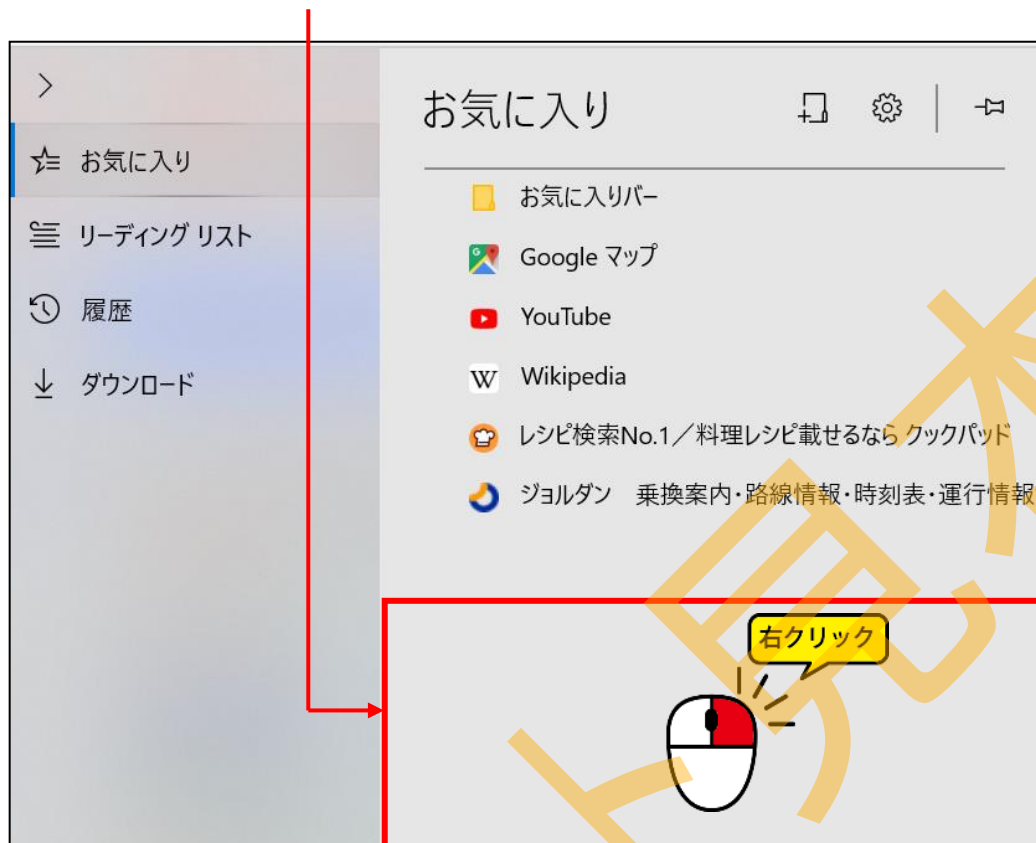 お気に入り
お気に入り
リーディング リスト
履歴
ダウンロード
お気に入りバー
Google マップ
YouTube
W Wikipedia
レシピ検索No.1／料理レシピ載せるなら クックパッド
ジョルダン　乗換案内・路線情報・時刻表・運行情報
右クリック
見本